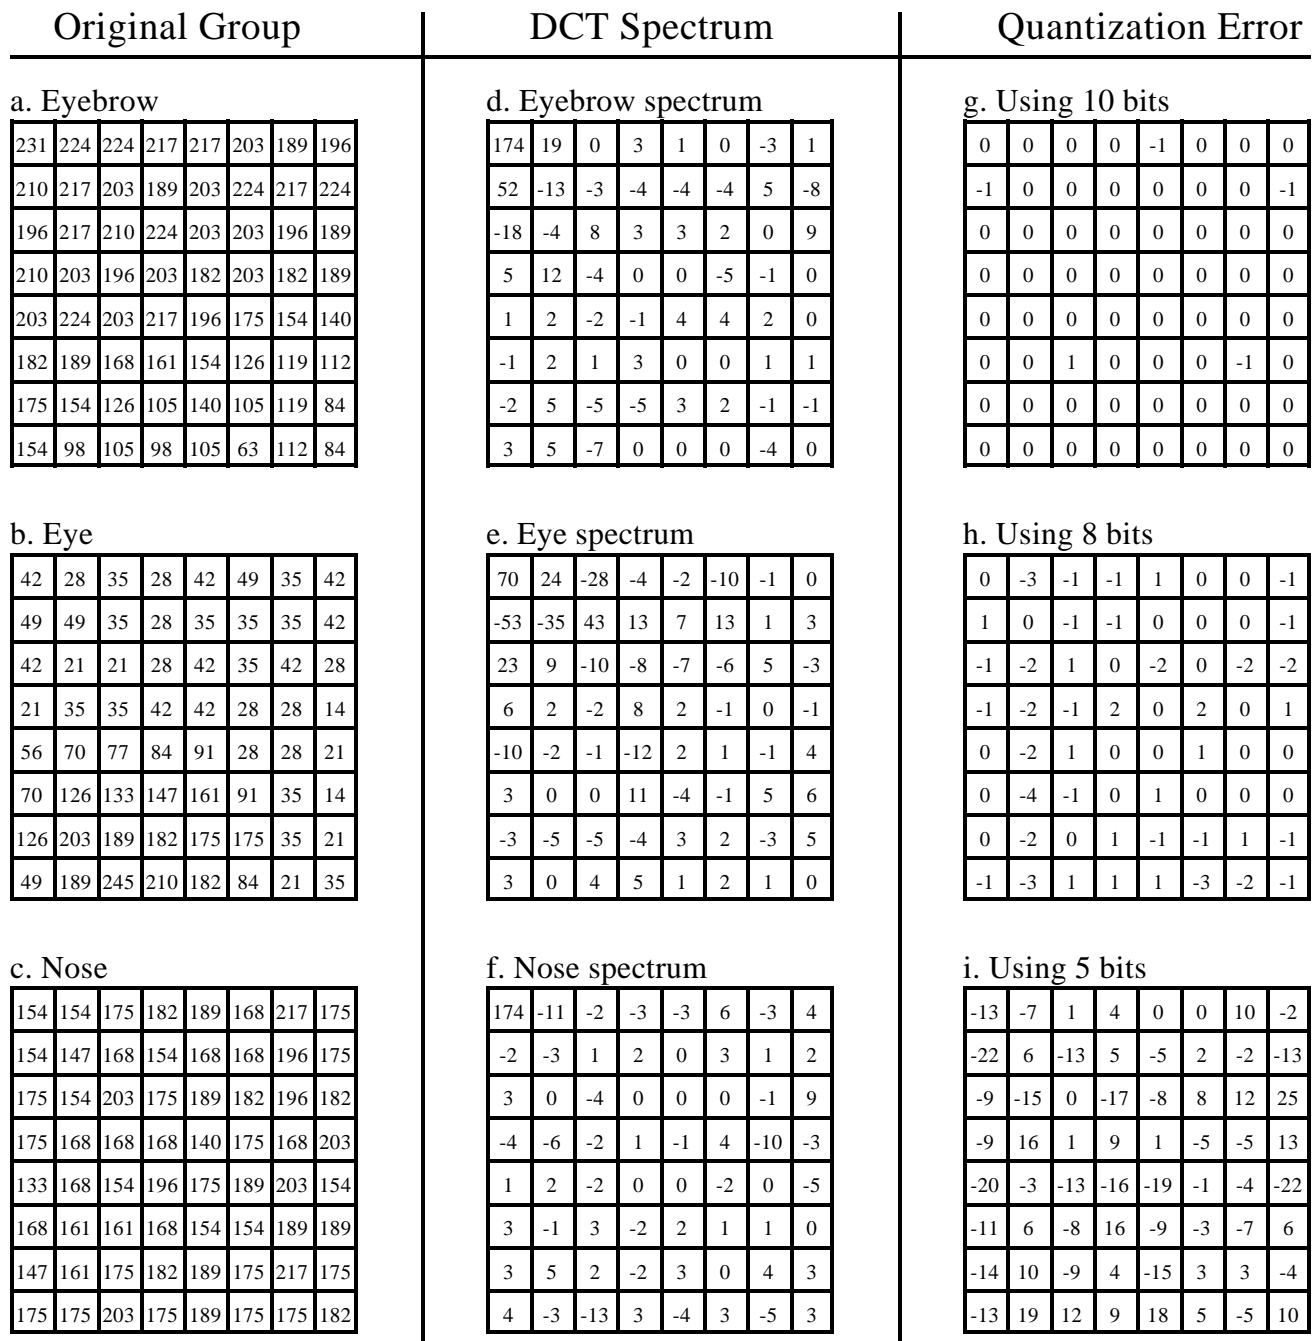 Original Group
DCT Spectrum
Quantization Error
a. Eyebrow
231 224 224 217 217 203 189 196
210 217 203 189 203 224 217 224
196 217 210 224 203 203 196 189
210 203 196 203 182 203 182 189
203 224 203 217 196 175 154 140
182 189 168 161 154 126 119 112
175 154 126 105 140 105 119 84
154 98 105 98 105 63 112 84
d. Eyebrow spectrum
174 19 0 3 1 0 -3 1
52 -13 -3 -4 -4 -4 5 -8
-18 -4 8 3 3 2 0 9
5 12 -4 0 0 -5 -1 0
1 2 -2 -1 4 4 2 0
-1 2 1 3 0 0 1 1
-2 5 -5 -5 3 2 -1 -1
3 5 -7 0 0 0 -4 0
g. Using 10 bits
0 0 0 0 -1 0 0 0
-1 0 0 0 0 0 0 -1
0 0 0 0 0 0 0 0
0 0 0 0 0 0 0 0
0 0 0 0 0 0 0 0
0 0 1 0 0 0 -1 0
0 0 0 0 0 0 0 0
0 0 0 0 0 0 0 0
b. Eye
42 28 35 28 42 49 35 42
49 49 35 28 35 35 35 42
42 21 21 28 42 35 42 28
21 35 35 42 42 28 28 14
56 70 77 84 91 28 28 21
70 126 133 147 161 91 35 14
126 203 189 182 175 175 35 21
49 189 245 210 182 84 21 35
e. Eye spectrum
70 24 -28 -4 -2 -10 -1 0
-53 -35 43 13 7 13 1 3
23 9 -10 -8 -7 -6 5 -3
6 2 -2 8 2 -1 0 -1
-10 -2 -1 -12 2 1 -1 4
3 0 0 11 -4 -1 5 6
-3 -5 -5 -4 3 2 -3 5
3 0 4 5 1 2 1 0
h. Using 8 bits
0 -3 -1 -1 1 0 0 -1
1 0 -1 -1 0 0 0 -1
-1 -2 1 0 -2 0 -2 -2
-1 -2 -1 2 0 2 0 1
0 -2 1 0 0 1 0 0
0 -4 -1 0 1 0 0 0
0 -2 0 1 -1 -1 1 -1
-1 -3 1 1 1 -3 -2 -1
c. Nose
154 154 175 182 189 168 217 175
154 147 168 154 168 168 196 175
175 154 203 175 189 182 196 182
175 168 168 168 140 175 168 203
133 168 154 196 175 189 203 154
168 161 161 168 154 154 189 189
147 161 175 182 189 175 217 175
175 175 203 175 189 175 175 182
f. Nose spectrum
174 -11 -2 -3 -3 6 -3 4
-2 -3 1 2 0 3 1 2
3 0 -4 0 0 0 -1 9
-4 -6 -2 1 -1 4 -10 -3
1 2 -2 0 0 -2 0 -5
3 -1 3 -2 2 1 1 0
3 5 2 -2 3 0 4 3
4 -3 -13 3 -4 3 -5 3
i. Using 5 bits
-13 -7 1 4 0 0 10 -2
-22 6 -13 5 -5 2 -2 -13
-9 -15 0 -17 -8 8 12 25
-9 16 1 9 1 -5 -5 13
-20 -3 -13 -16 -19 -1 -4 -22
-11 6 -8 16 -9 -3 -7 6
-14 10 -9 4 -15 3 3 -4
-13 19 12 9 18 5 -5 10